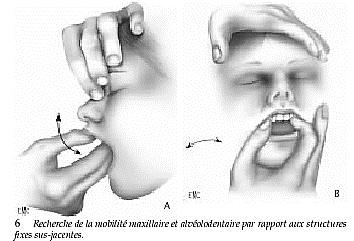 A
B
EMC
EMC
6 Recherche de la mobilité maxillaire et alvéolodentaire par rapport aux structures
fixes sus-jacentes.